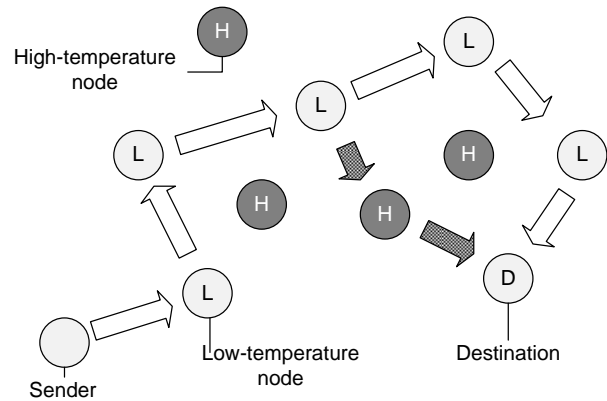 H
L
High-temperature
node
L
L
H
L
H
H
D
L
Low-temperature
node
Destination
Sender